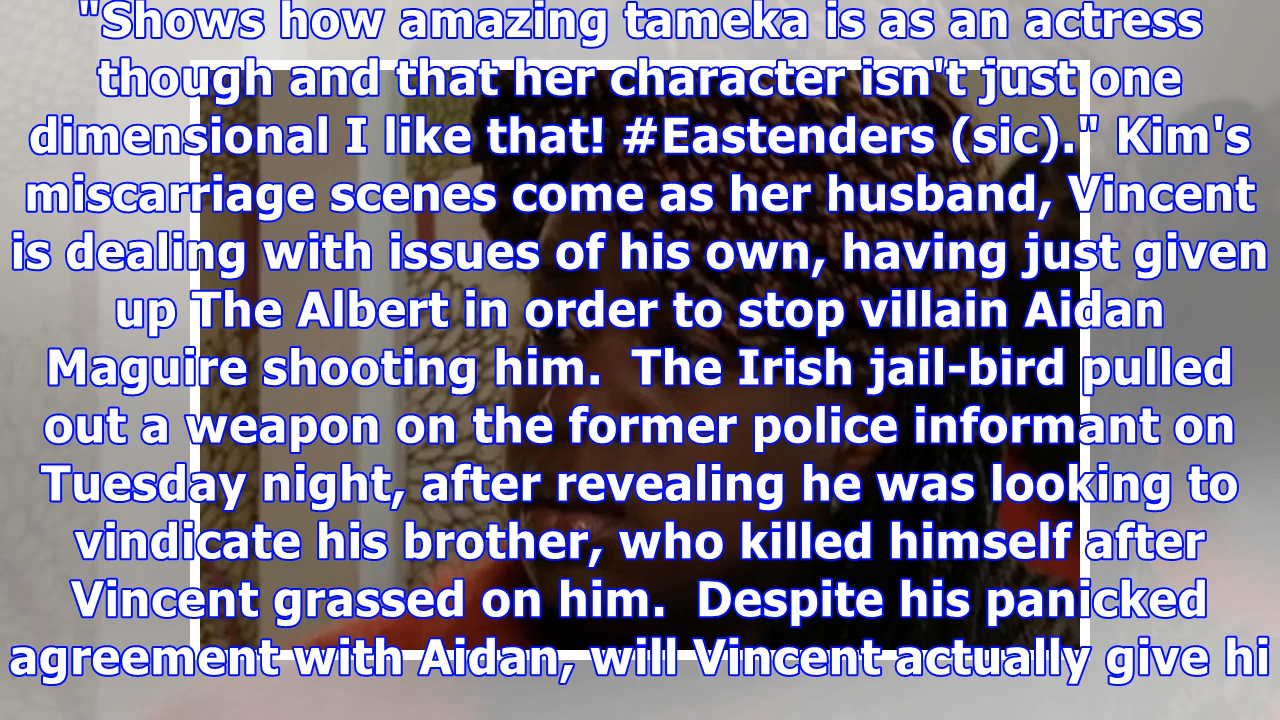 "Shows how amazing tameka is as an actress
though and that her character isn't just one
dimensional I like that! #Eastenders (sic)." Kim's
miscarriage scenes come as her husband, Vincent
is dealing with issues of his own, having just given
up The Albert in order to stop villain Aidan
Maguire shooting him. The Irish jail-bird pulled
out a weapon on the former police informant on
Tuesday night, after revealing he was looking to
vindicate his brother, who killed himself after
Vincent grassed on him. Despite his panicked
agreement with Aidan, will Vincent actually give hi